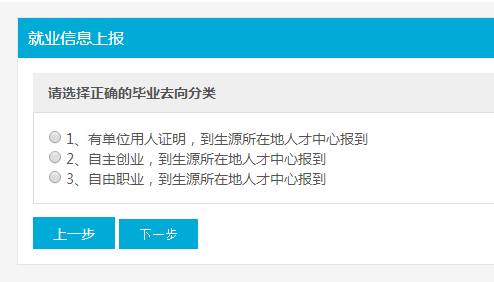 就业信息上报
请选择正确的毕业去向分类
1、有单位用人证明，到生源所在地人才中心报到
2、自主创业，到生源所在地人才中心报到
3、自由职业，到生源所在地人才中心报到
上一步 下一步